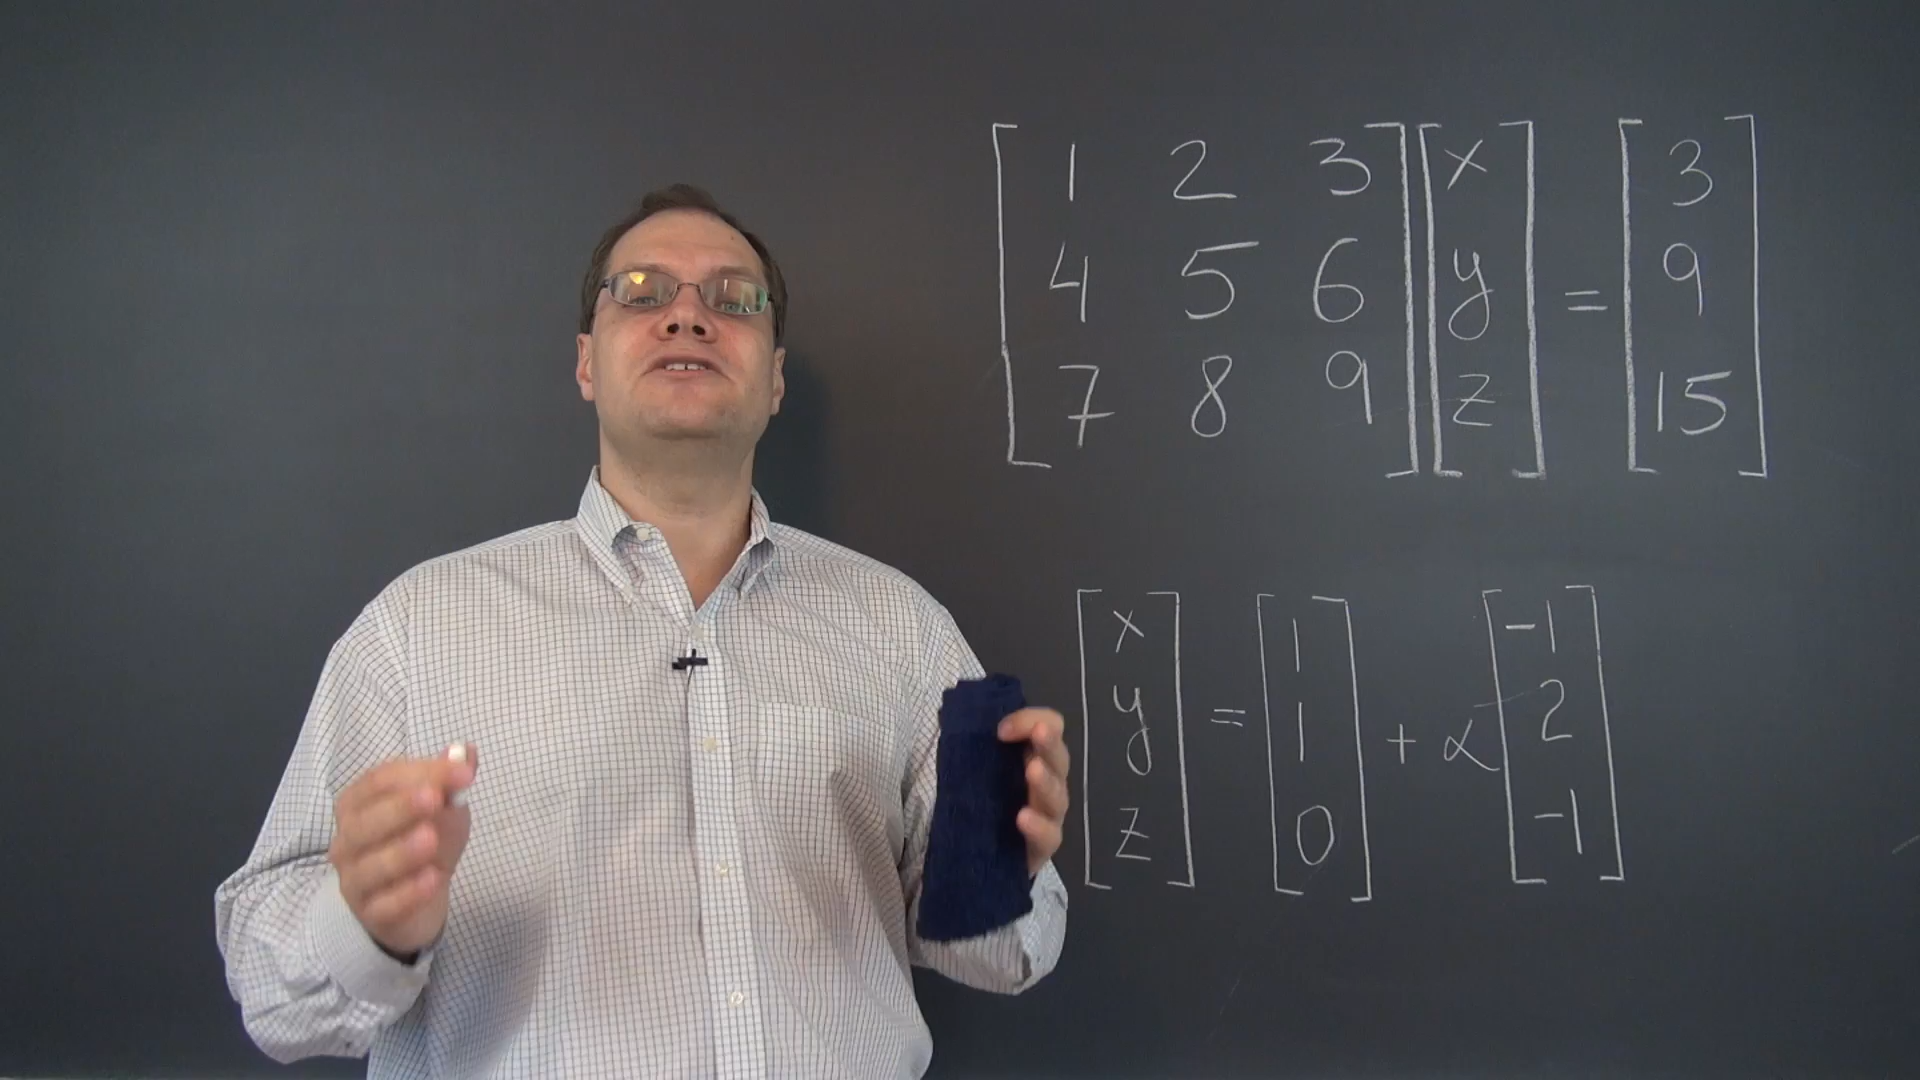 1 2 3 x 3
4 5 6 y = 9
7 8 9 z 15
x 1 -1
y = 1 + α 2
z 0 -1